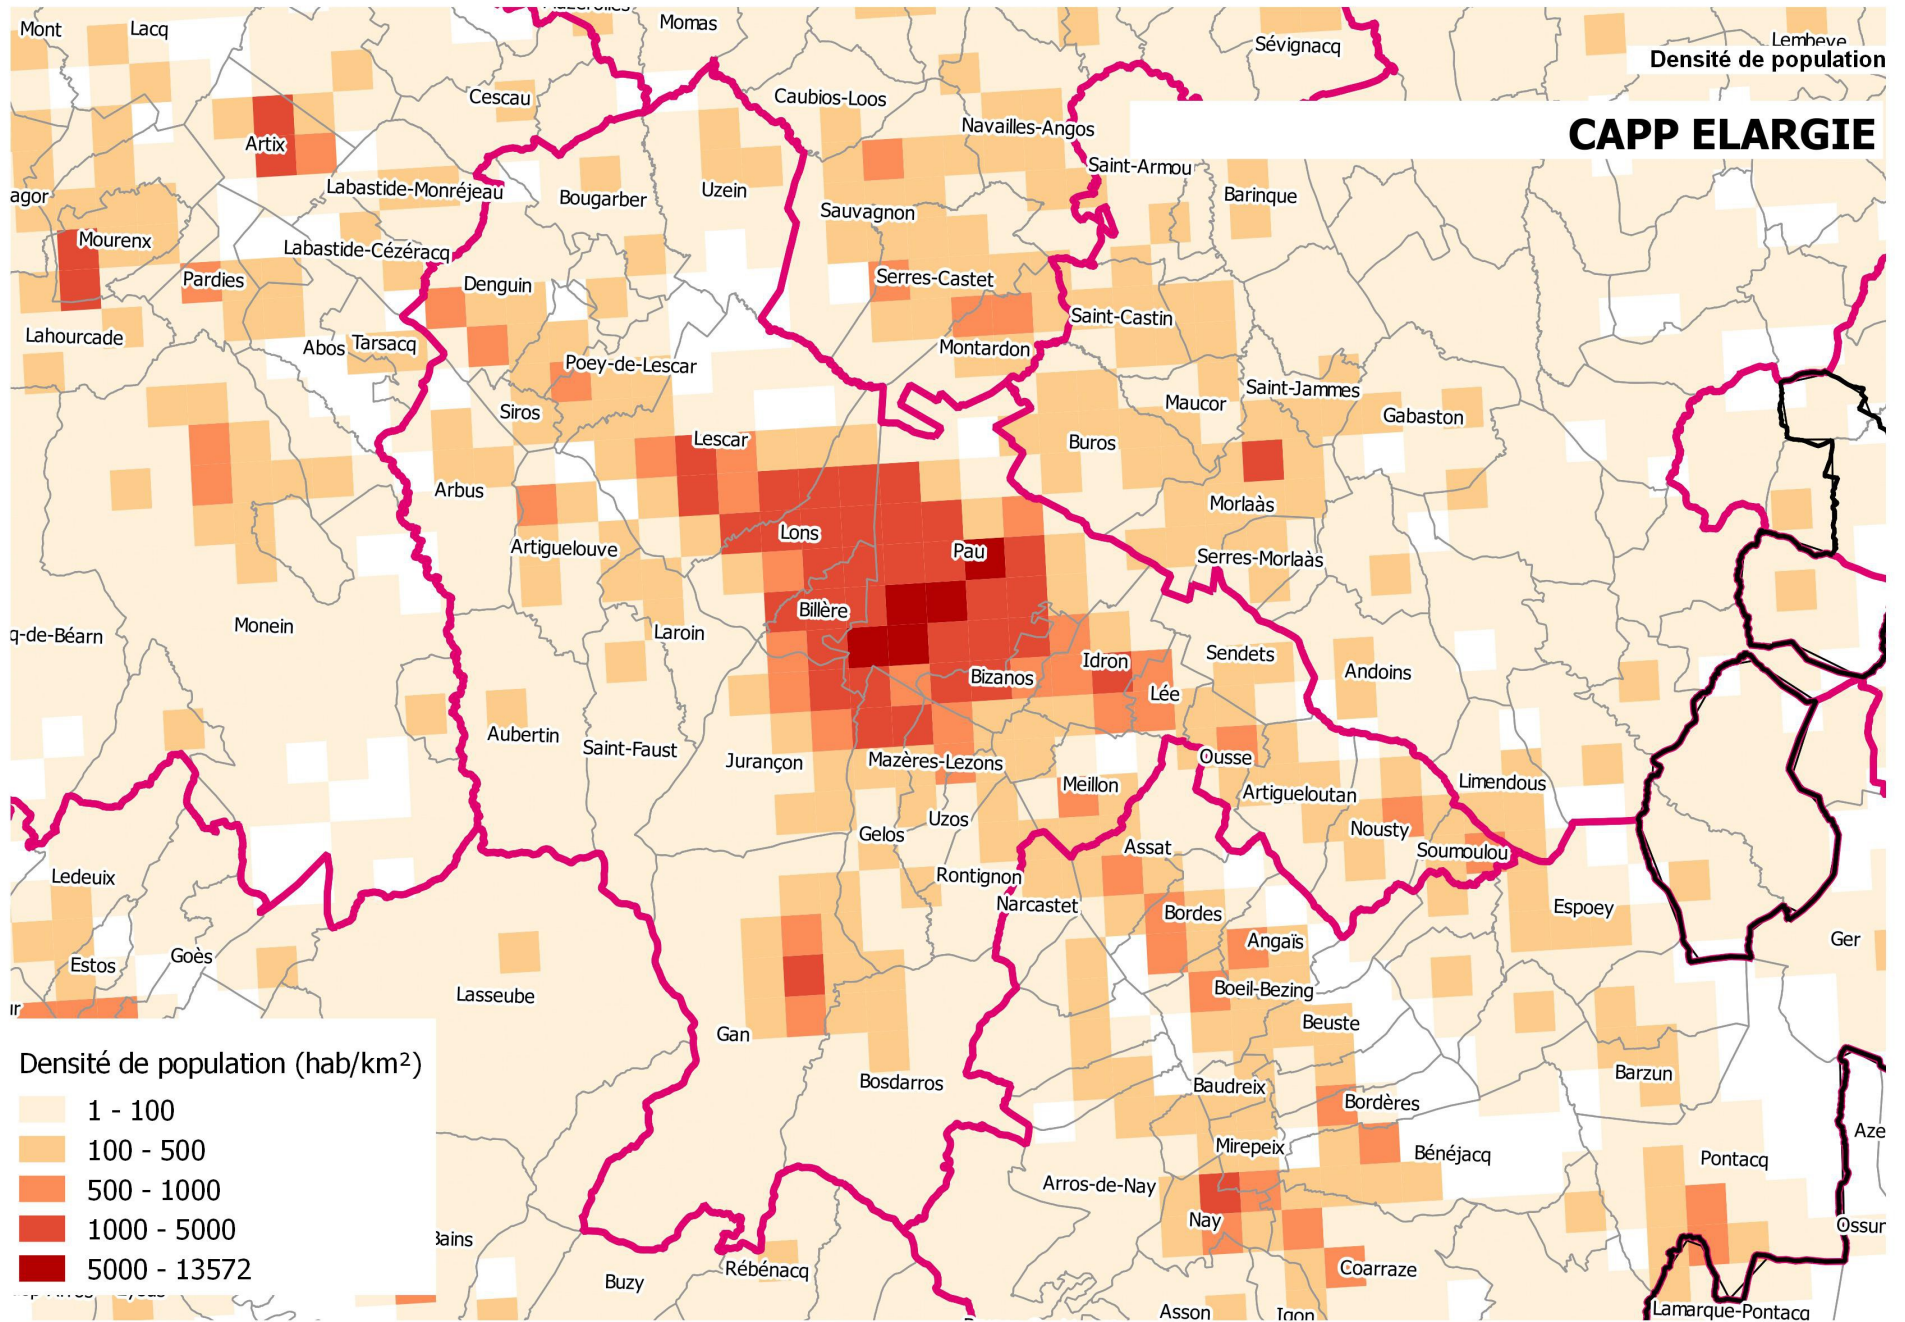 Mont
Lacq
Momas
Sévignacq
Lembeye
Densité de population
Cescau
Caubios-Loos
CAPP ELARGIE
Navailles-Angos
Artix
Saint-Armou
Labastide-Monréjeau
Bougarber
Uzein
Barinque
agor
Sauvagnon
Mourenx
Labastide-Cézéracq
Pardies
Denguin
Serres-Castet
Saint-Castin
Lahourcade
Abos
Tarsacq
Montardon
Poey-de-Lescar
Saint-Jammes
Siros
Maucor
Gabaston
Lescar
Buros
Arbus
Morlaàs
Lons
Artiguelouve
Pau
Serres-Morlaàs
Billère
Monein
q-de-Béarn
Laroin
Idron
Sendets
Andoins
Bizanos
Lée
Aubertin
Saint-Faust
Jurançon
Mazères-Lezons
Ousse
Meillon
Limendous
Artigueloutan
Uzos
Nousty
Gelos
Assat
Soumoulou
Ledeuix
Rontignon
Narcastet
Bordes
Espoey
Angaïs
Ger
Goès
Estos
Lasseube
Boeil-Bezing
ur
Beuste
Gan
Densité de population (hab/km²)
Bosdarros
Baudreix
Barzun
1 - 100
Bordères
Aze
100 - 500
Mirepeix
Bénéjacq
Pontacq
500 - 1000
Arros-de-Nay
Nay
Ossur
1000 - 5000
Bains
5000 - 13572
Rébénacq
Coarraze
Buzy
Asson
Igon
Lamarque-Pontacq